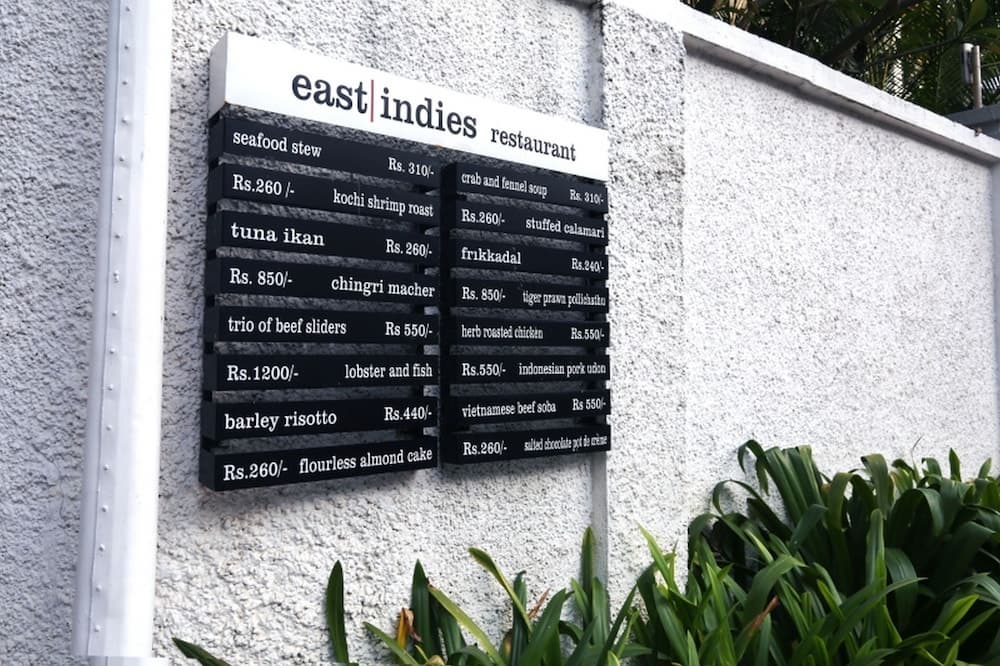 east|indies restaurant
seafood stew Rs. 310/-
Rs.260 /- kochi shrimp roast
tuna ikan Rs. 260/-
Rs. 850/- chingri macher
trio of beef sliders Rs 550/-
Rs.1200/- lobster and fish
barley risotto Rs.440/-
Rs.260/- flourless almond cake
crab and fennel soup Rs. 310/-
Rs.260/- stuffed calamari
frıkkadal Rs.240/-
Rs. 850/- tiger prawn pollichathu
herb roasted chicken Rs.550/-
Rs.550/- indonesian pork udon
vietnamese beef soba Rs 550/-
Rs.260/- salted chocolate pot de crème